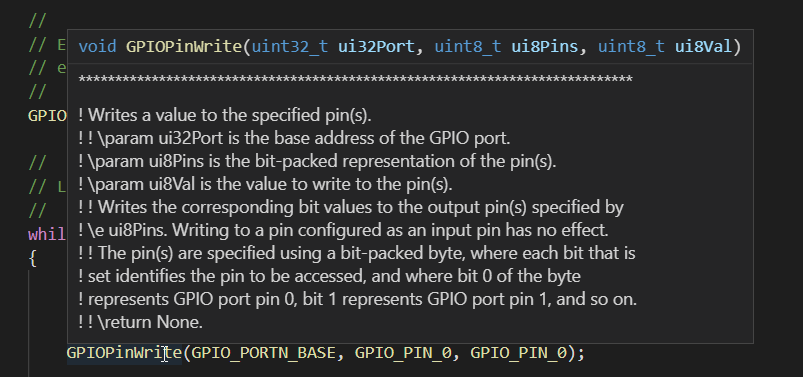 //
// E
// e
//
GPIO
//
// L
//
whil
{
void GPIOPinWrite(uint32_t ui32Port, uint8_t ui8Pins, uint8_t ui8Val)
***************************************************************************
! Writes a value to the specified pin(s).
! ! \param ui32Port is the base address of the GPIO port.
! \param ui8Pins is the bit-packed representation of the pin(s).
! \param ui8Val is the value to write to the pin(s).
! ! Writes the corresponding bit values to the output pin(s) specified by
! \e ui8Pins. Writing to a pin configured as an input pin has no effect.
! ! The pin(s) are specified using a bit-packed byte, where each bit that is
! set identifies the pin to be accessed, and where bit 0 of the byte
! represents GPIO port pin 0, bit 1 represents GPIO port pin 1, and so on.
! ! \return None.
GPIOPinWrite(GPIO_PORTN_BASE, GPIO_PIN_0, GPIO_PIN_0);